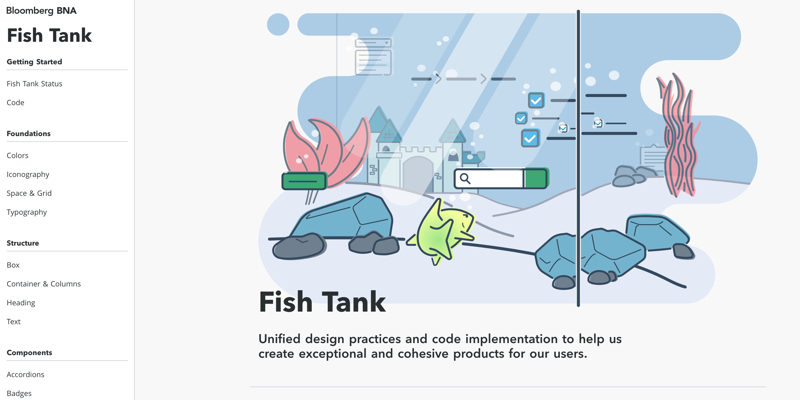 Bloomberg BNA
Fish Tank
Getting Started
Fish Tank Status
Code
Foundations
Colors
Iconography
Space & Grid
Typography
Structure
Box
Container & Columns
Heading
Text
Components
Accordions
Badges
Fish Tank
Unified design practices and code implementation to help us
create exceptional and cohesive products for our users.